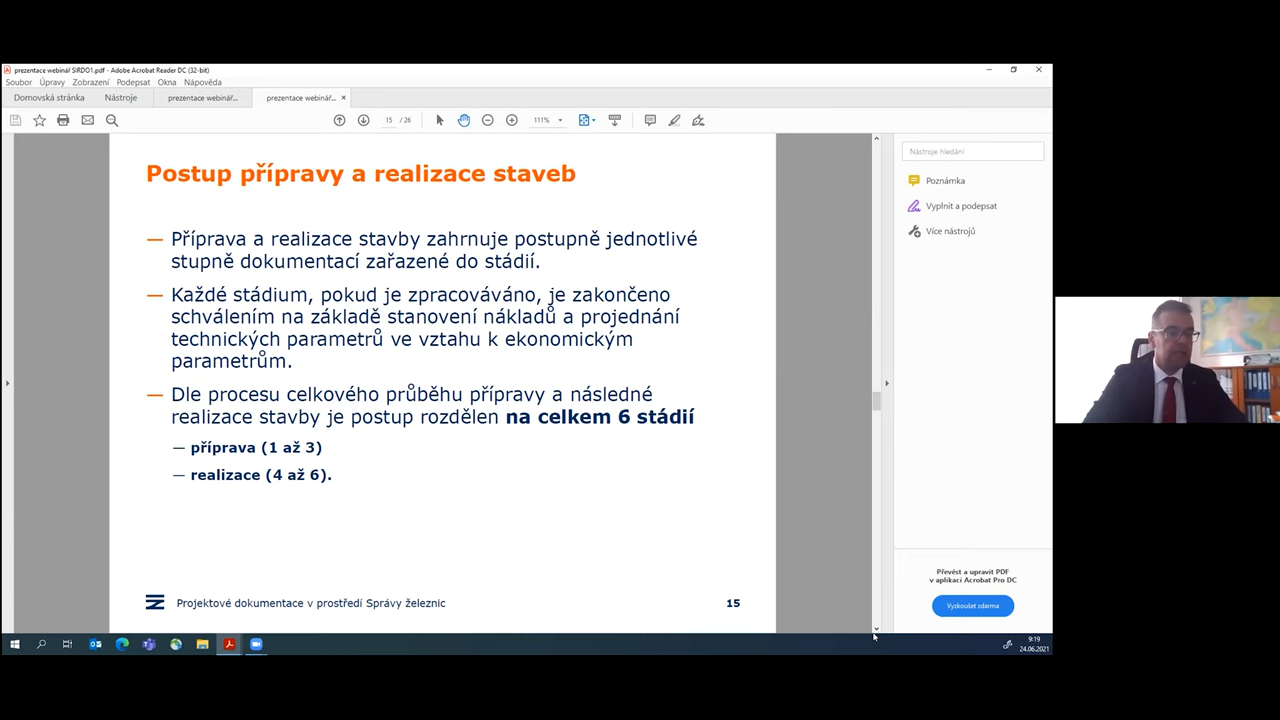 prezentace webinář SIRDO1.pdf - Adobe Acrobat Reader DC (32-bit)
Soubor Úpravy Zobrazení Podepsat Okna Nápověda
Domovská stránka Nástroje prezentace webinář... prezentace webinář... ×
15 / 26 111%
Nástroje hledání
Poznámka
Vyplnit a podepsat
Více nástrojů
Postup přípravy a realizace staveb
— Příprava a realizace stavby zahrnuje postupně jednotlivé
stupně dokumentací zařazené do stádií.
— Každé stádium, pokud je zpracováváno, je zakončeno
schválením na základě stanovení nákladů a projednání
technických parametrů ve vztahu k ekonomickým
parametrům.
— Dle procesu celkového průběhu přípravy a následné
realizace stavby je postup rozdělen na celkem 6 stádií
— příprava (1 až 3)
— realizace (4 až 6).
Projektové dokumentace v prostředí Správy železnic 15
Převést a upravit PDF
v aplikaci Acrobat Pro DC
Vyzkoušet zdarma
9:19
24.06.2021